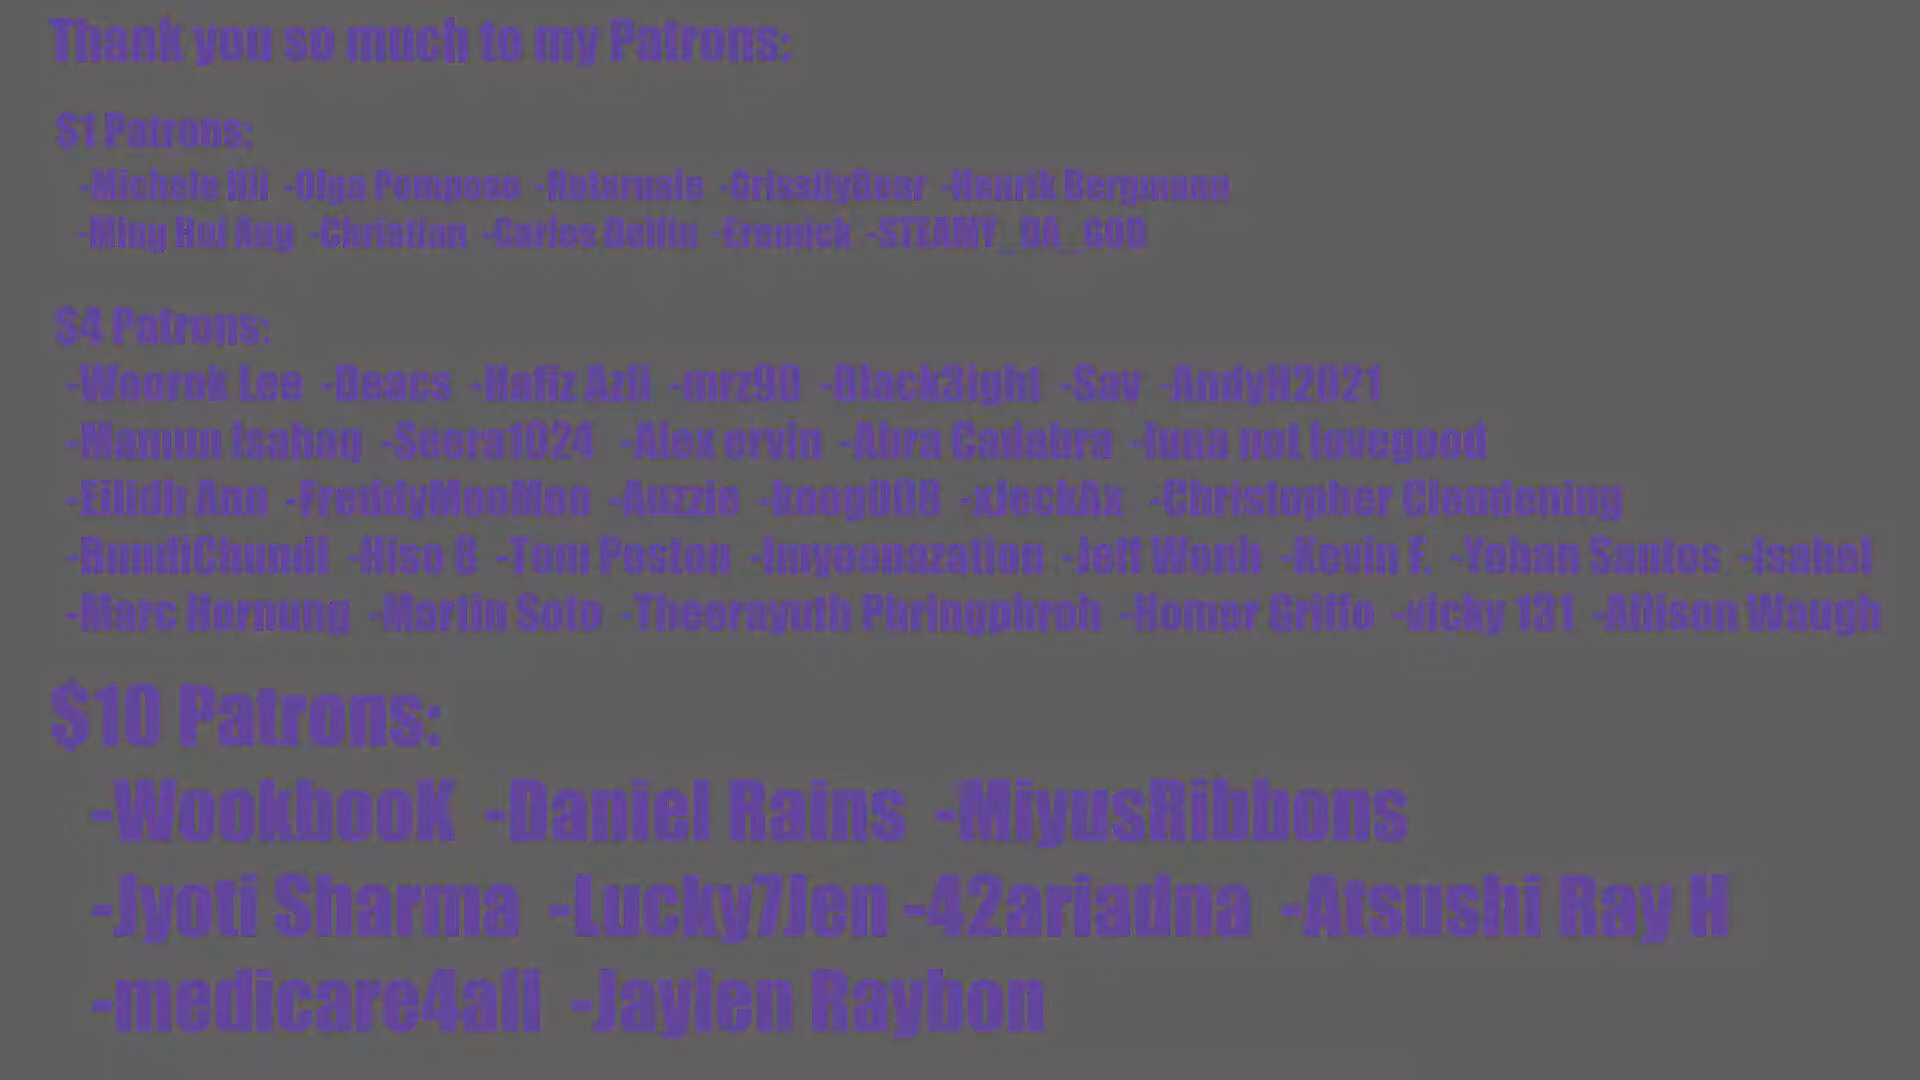 Thank you so much to my Patrons:
$1 Patrons:
-Michele Hii -Olga Pomposo -GrissllyBear -Henrik Bergmann
-Ming Hui Ang -Christian -Carlos Delfin -Eremick -STEAMY_DA_GOD
$4 Patrons:
-Woorok Lee -Deacs -Hafiz Azli -mrz90 -Black3ight -Sav -AndyH2021
-Mamun Isahaq -Seera1024 -Alex ervin -Abra Cadabra -luna not lovegood
-Eilidh Ann -FreddyMooMoo -Auzzie -koog008 -xJeckAx -Christopher Clendening
-BundiChundi -Hiso 8 -Tom Poston -Imyoonszation -Jeff Wenh -Kevin F. -Yohan Santos -Isabel
-Marc Hornung -Martin Soto -Theerayuth Phringphroh -Homer Griffo -vicky 131 -Allison Waugh
$10 Patrons:
-WookbooK -Daniel Rains -MiyusRibbons
-Jyoti Sharma -Lucky7Jen -42ariadna -Atsushi Ray H
-medicare4all -Jaylen Raybon